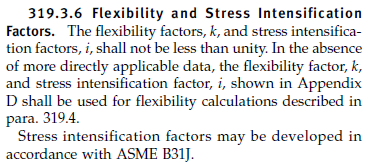 319.3.6 Flexibility and Stress Intensification
Factors. The flexibility factors, k, and stress intensifica-
tion factors, i, shall not be less than unity. In the absence
of more directly applicable data, the flexibility factor, k,
and stress intensification factor, i, shown in Appendix
D shall be used for flexibility calculations described in
para. 319.4.
Stress intensification factors may be developed in
accordance with ASME B31J.